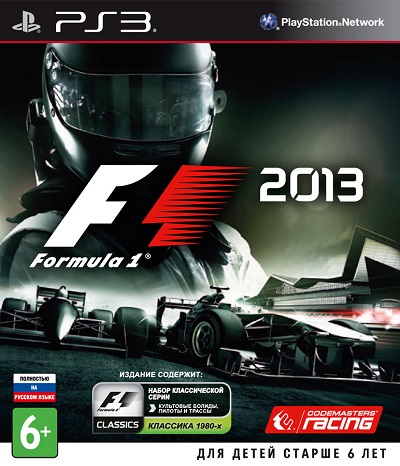 PS3
PlayStation®Network
F1
2013
Formula 1®
ПОЛНОСТЬЮ
НА
РУССКОМ ЯЗЫКЕ
6+
ИЗДАНИЕ СОДЕРЖИТ:
F1
CLASSICS
НАБОР КЛАССИЧЕСКОЙ
СЕРИИ
КУЛЬТОВЫЕ БОЛИДЫ,
ПИЛОТЫ И ТРАССЫ
КЛАССИКА 1980-х
CODEMASTERS®
racing
ДЛЯ ДЕТЕЙ СТАРШЕ 6 ЛЕТ